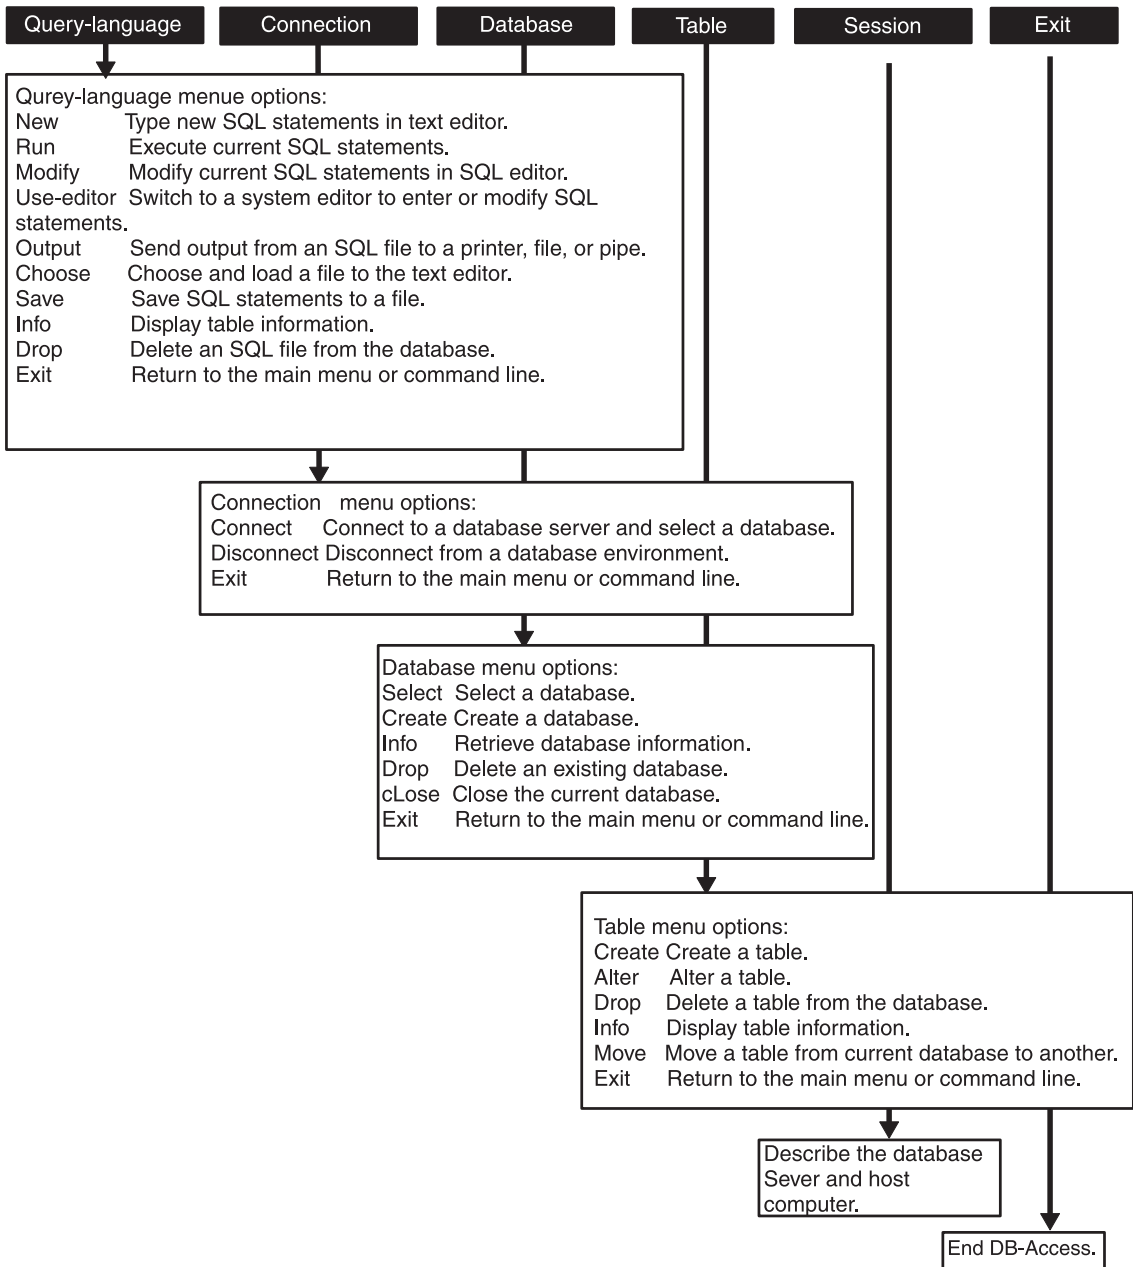 Query-language Connection Database Table Session Exit
Qurey-language menue options:
New Type new SQL statements in text editor.
Run Execute current SQL statements.
Modify Modify current SQL statements in SQL editor.
Use-editor Switch to a system editor to enter or modify SQL
statements.
Output Send output from an SQL file to a printer, file, or pipe.
Choose Choose and load a file to the text editor.
Save Save SQL statements to a file.
Info Display table information.
Drop Delete an SQL file from the database.
Exit Return to the main menu or command line.
Connection menu options:
Connect Connect to a database server and select a database.
Disconnect Disconnect from a database environment.
Exit Return to the main menu or command line.
Database menu options:
Select Select a database.
Create Create a database.
Info Retrieve database information.
Drop Delete an existing database.
cLose Close the current database.
Exit Return to the main menu or command line.
Table menu options:
Create Create a table.
Alter Alter a table.
Drop Delete a table from the database.
Info Display table information.
Move Move a table from current database to another.
Exit Return to the main menu or command line.
Describe the database
Sever and host
computer.
End DB-Access.